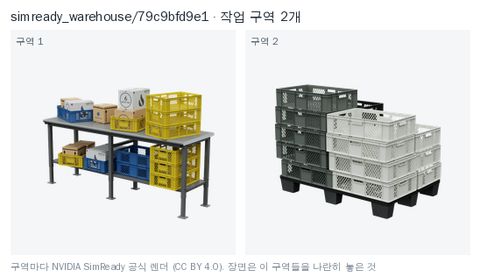 simready_warehouse/79c9bfd9e1 · 작업 구역 2개
구역 1
구역 2
구역마다 NVIDIA SimReady 공식 렌더 (CC BY 4.0). 장면은 이 구역들을 나란히 놓은 것